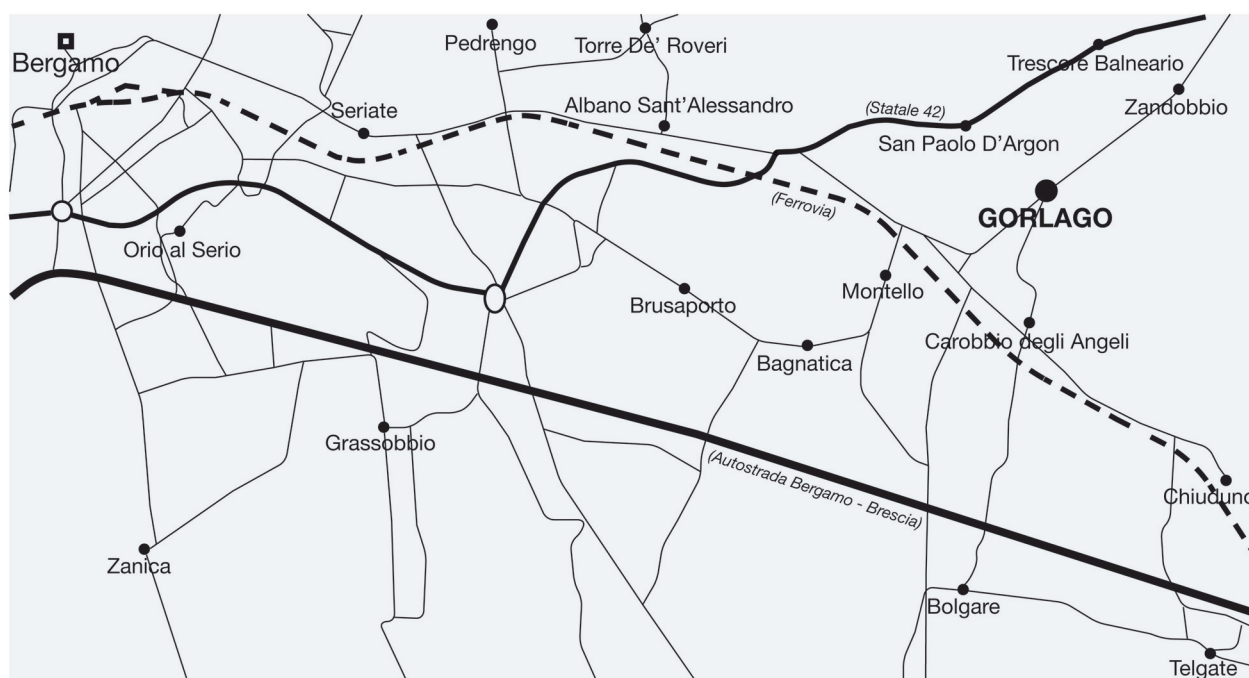 Bergamo
Pedrengo
Torre De' Roveri
Trescore Balneario
Seriate
Albano Sant'Alessandro
(Statale 42)
Zandobbio
San Paolo D'Argon
(Ferrovia)
GORLAGO
Orio al Serio
Brusaporto
Montello
Carobbio degli Angeli
Bagnatica
Grassobbio
(Autostrada Bergamo - Brescia)
Chiuduno
Zanica
Bolgare
Telgate